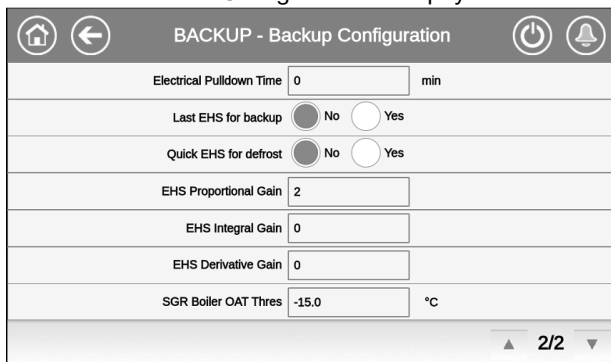 BACKUP - Backup Configuration
Electrical Pulldown Time 0 min
Last EHS for backup No Yes
Quick EHS for defrost No Yes
EHS Proportional Gain 2
EHS Integral Gain 0
EHS Derivative Gain 0
SGR Boiler OAT Thres -15.0 °C
2/2